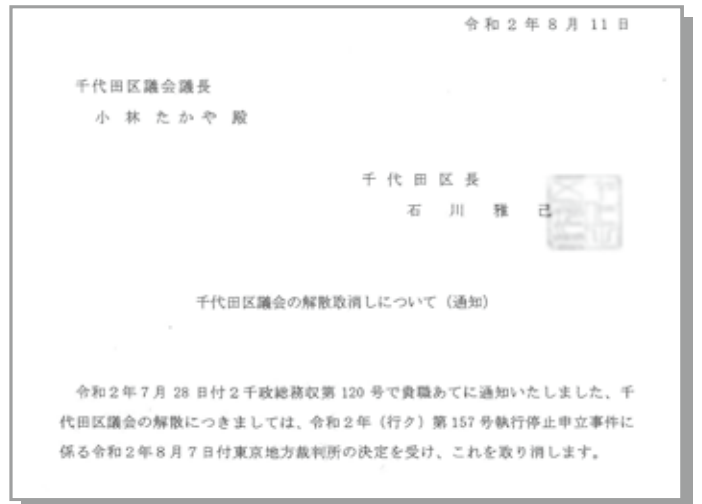 令和2年8月11日
千代田区議会議長
小林たかや殿
千代田区長
石川雅己
千代田区議会の解散取消しについて（通知）
令和2年7月28日付2千政総務収第120号で貴職あてに通知いたしました、千
代田区議会の解散につきましては、令和2年（行ク）第157号執行停止申立事件に
係る令和2年8月7日付東京地方裁判所の決定を受け、これを取り消します。